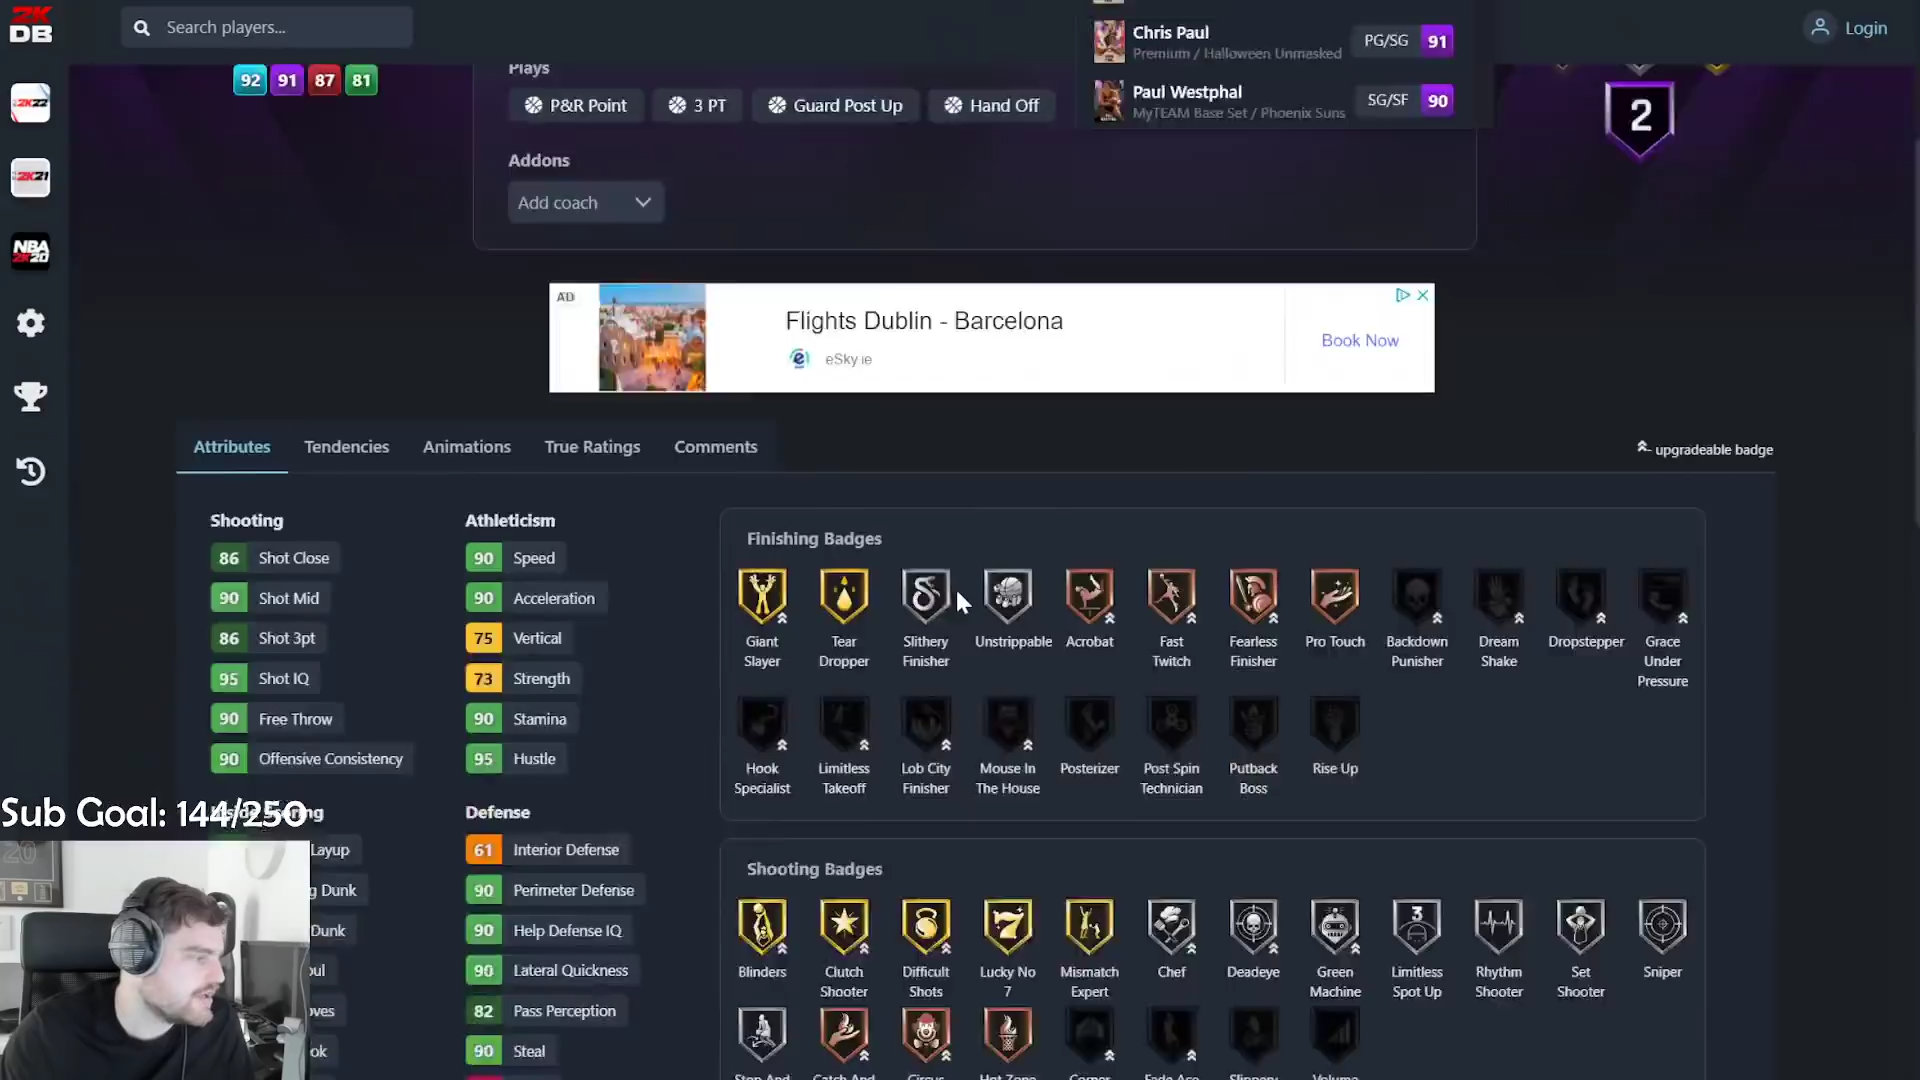 2K
DB
Search players...
Login
Chris Paul
Premium / Halloween Unmasked
PG/SG
91
Paul Westphal
MyTEAM Base Set / Phoenix Suns
SG/SF
90
2
92
91
87
81
2K22
2K21
NBA
2K20
Plays
P&R Point
3 PT
Guard Post Up
Hand Off
Addons
Add coach
AD
Flights Dublin - Barcelona
eSky.ie
Book Now
Attributes
Tendencies
Animations
True Ratings
Comments
- upgradeable badge
Shooting
86 Shot Close
90 Shot Mid
86 Shot 3pt
95 Shot IQ
90 Free Throw
90 Offensive Consistency
Athleticism
90 Speed
90 Acceleration
75 Vertical
73 Strength
90 Stamina
95 Hustle
Sub Goal: 144/250
Layup
Dunk
Dunk
20
Defense
61 Interior Defense
90 Perimeter Defense
90 Help Defense IQ
90 Lateral Quickness
82 Pass Perception
90 Steal
Finishing Badges
Giant
Slayer
Tear
Dropper
Slithery
Finisher
Unstrippable
Acrobat
Fast
Twitch
Fearless
Finisher
Pro Touch
Backdown
Punisher
Dream
Shake
Dropstepper
Grace
Under
Pressure
Hook
Specialist
Limitless
Takeoff
Lob City
Finisher
Mouse In
The House
Posterizer
Post Spin
Technician
Putback
Boss
Rise Up
Shooting Badges
Blinders
Clutch
Shooter
Difficult
Shots
7
Lucky No
7
Mismatch
Expert
Chef
Deadeye
Green
Machine
3
Limitless
Spot Up
Rhythm
Shooter
Set
Shooter
Sniper